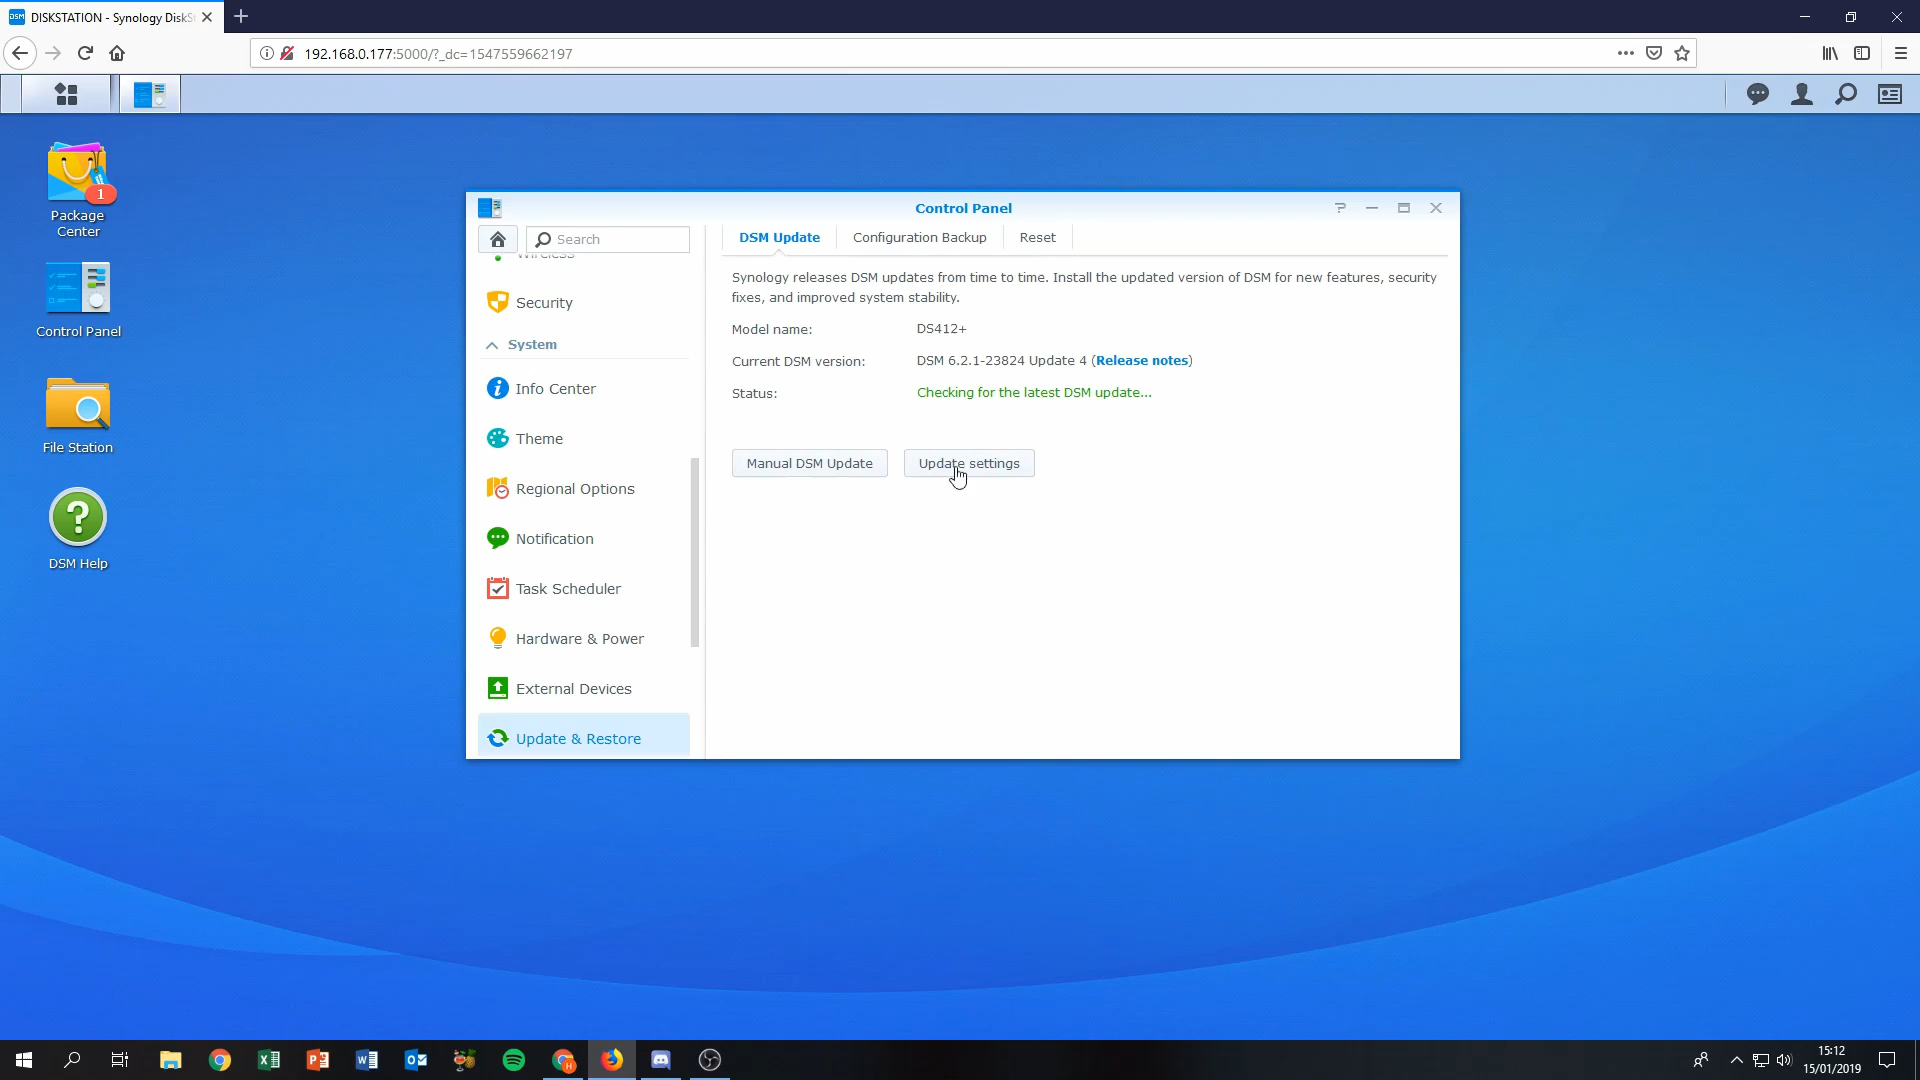 DISKSTATION - Synology DiskS
192.168.0.177:5000/?_dc=1547559662197
1
Package
Center
Control Panel
File Station
DSM Help
Control Panel
Search
Wireless
Security
System
Info Center
Theme
Regional Options
Notification
Task Scheduler
Hardware & Power
External Devices
Update & Restore
DSM Update
Configuration Backup
Reset
Synology releases DSM updates from time to time. Install the updated version of DSM for new features, security
fixes, and improved system stability.
Model name: DS412+
Current DSM version: DSM 6.2.1-23824 Update 4 (Release notes)
Status: Checking for the latest DSM update...
Manual DSM Update
Update settings
15:12
15/01/2019